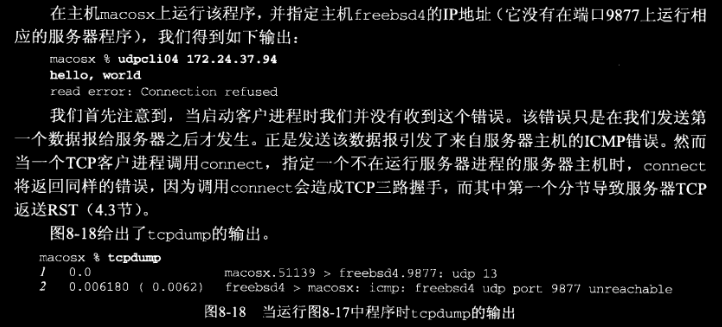 在主机macosx上运行该程序，并指定主机freebsd4的IP地址（它没有在端口9877上运行相
应的服务器程序），我们得到如下输出：
macosx % udpcli04 172.24.37.94
hello, world
read error: Connection refused
我们首先注意到，当启动客户进程时我们并没有收到这个错误。该错误只是在我们发送第
一个数据报给服务器之后才发生。正是发送该数据报引发了来自服务器主机的ICMP错误。然而
当一个TCP客户进程调用connect，指定一个不在运行服务器进程的服务器主机时，connect
将返回同样的错误，因为调用connect会造成TCP三路握手，而其中第一个分节导致服务器TCP
返送RST（4.3节）。
图8-18给出了tcpdump的输出。
macosx % tcpdump
1 0.0 macosx.51139 > freebsd4.9877: udp 13
2 0.006180 ( 0.0062) freebsd4 > macosx: icmp: freebsd4 udp port 9877 unreachable
图8-18 当运行图8-17中程序时tcpdump的输出